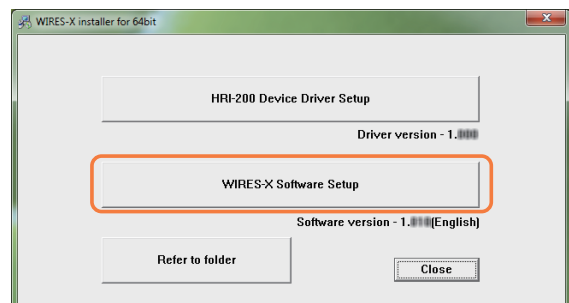 WIRES-X installer for 64bit
HRI-200 Device Driver Setup
Driver version - 1.
WIRES-X Software Setup
Software version - 1. (English)
Refer to folder
Close